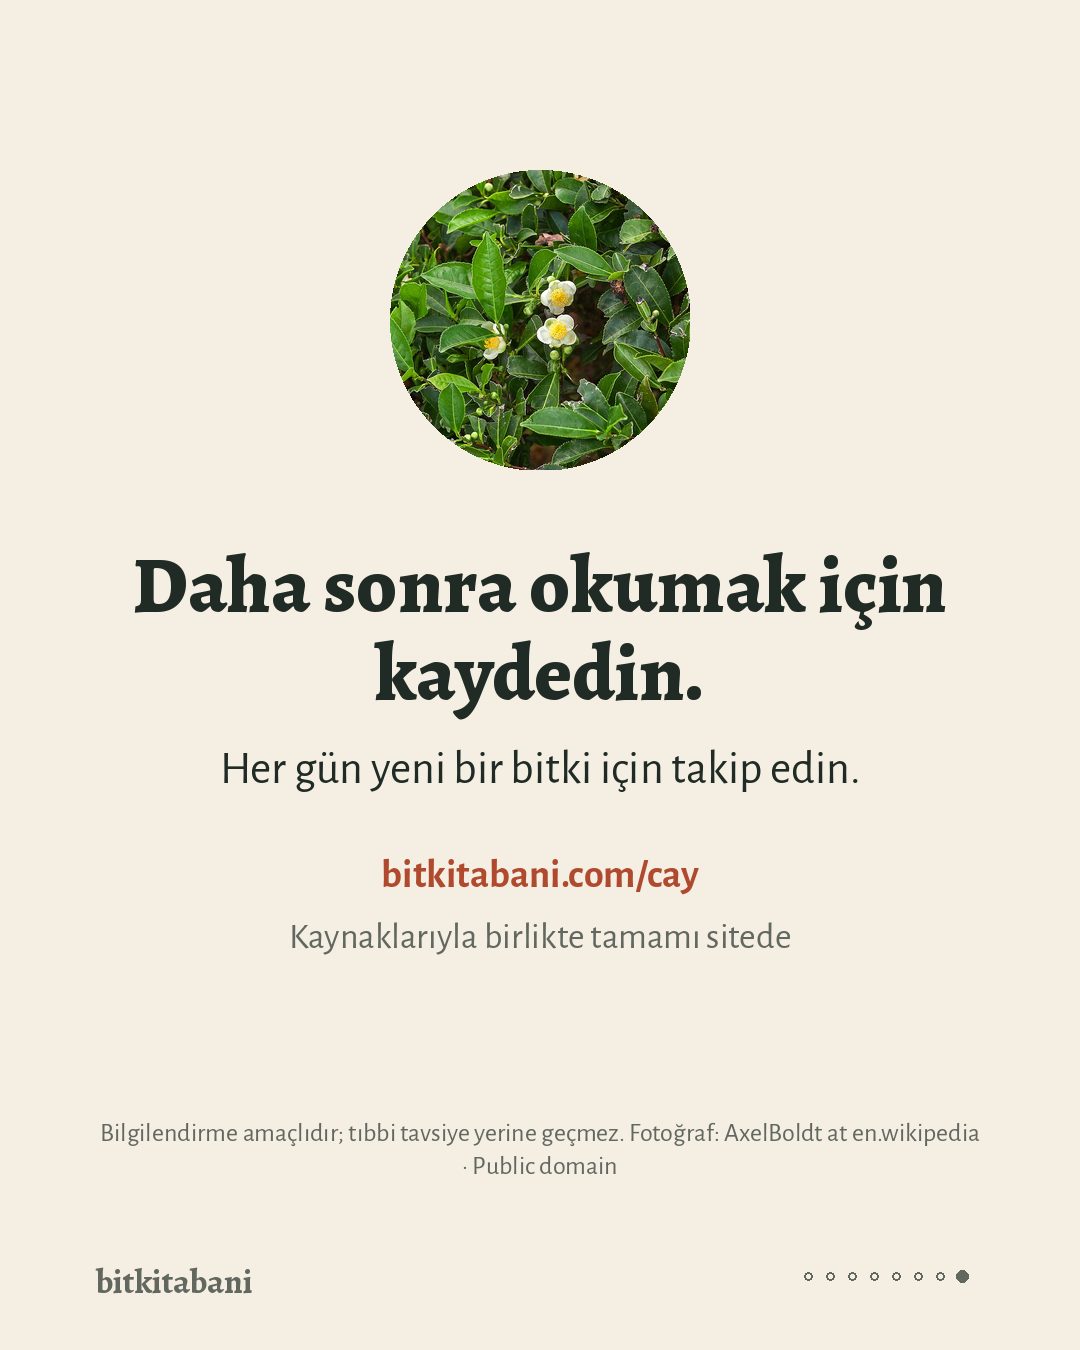 Daha sonra okumak için
kaydedin.
Her gün yeni bir bitki için takip edin.
bitkitabani.com/cay
Kaynaklarıyla birlikte tamamı sitede
Bilgilendirme amaçlıdır; tıbbi tavsiye yerine geçmez. Fotoğraf: AxelBoldt at en.wikipedia
· Public domain
bitkitabani